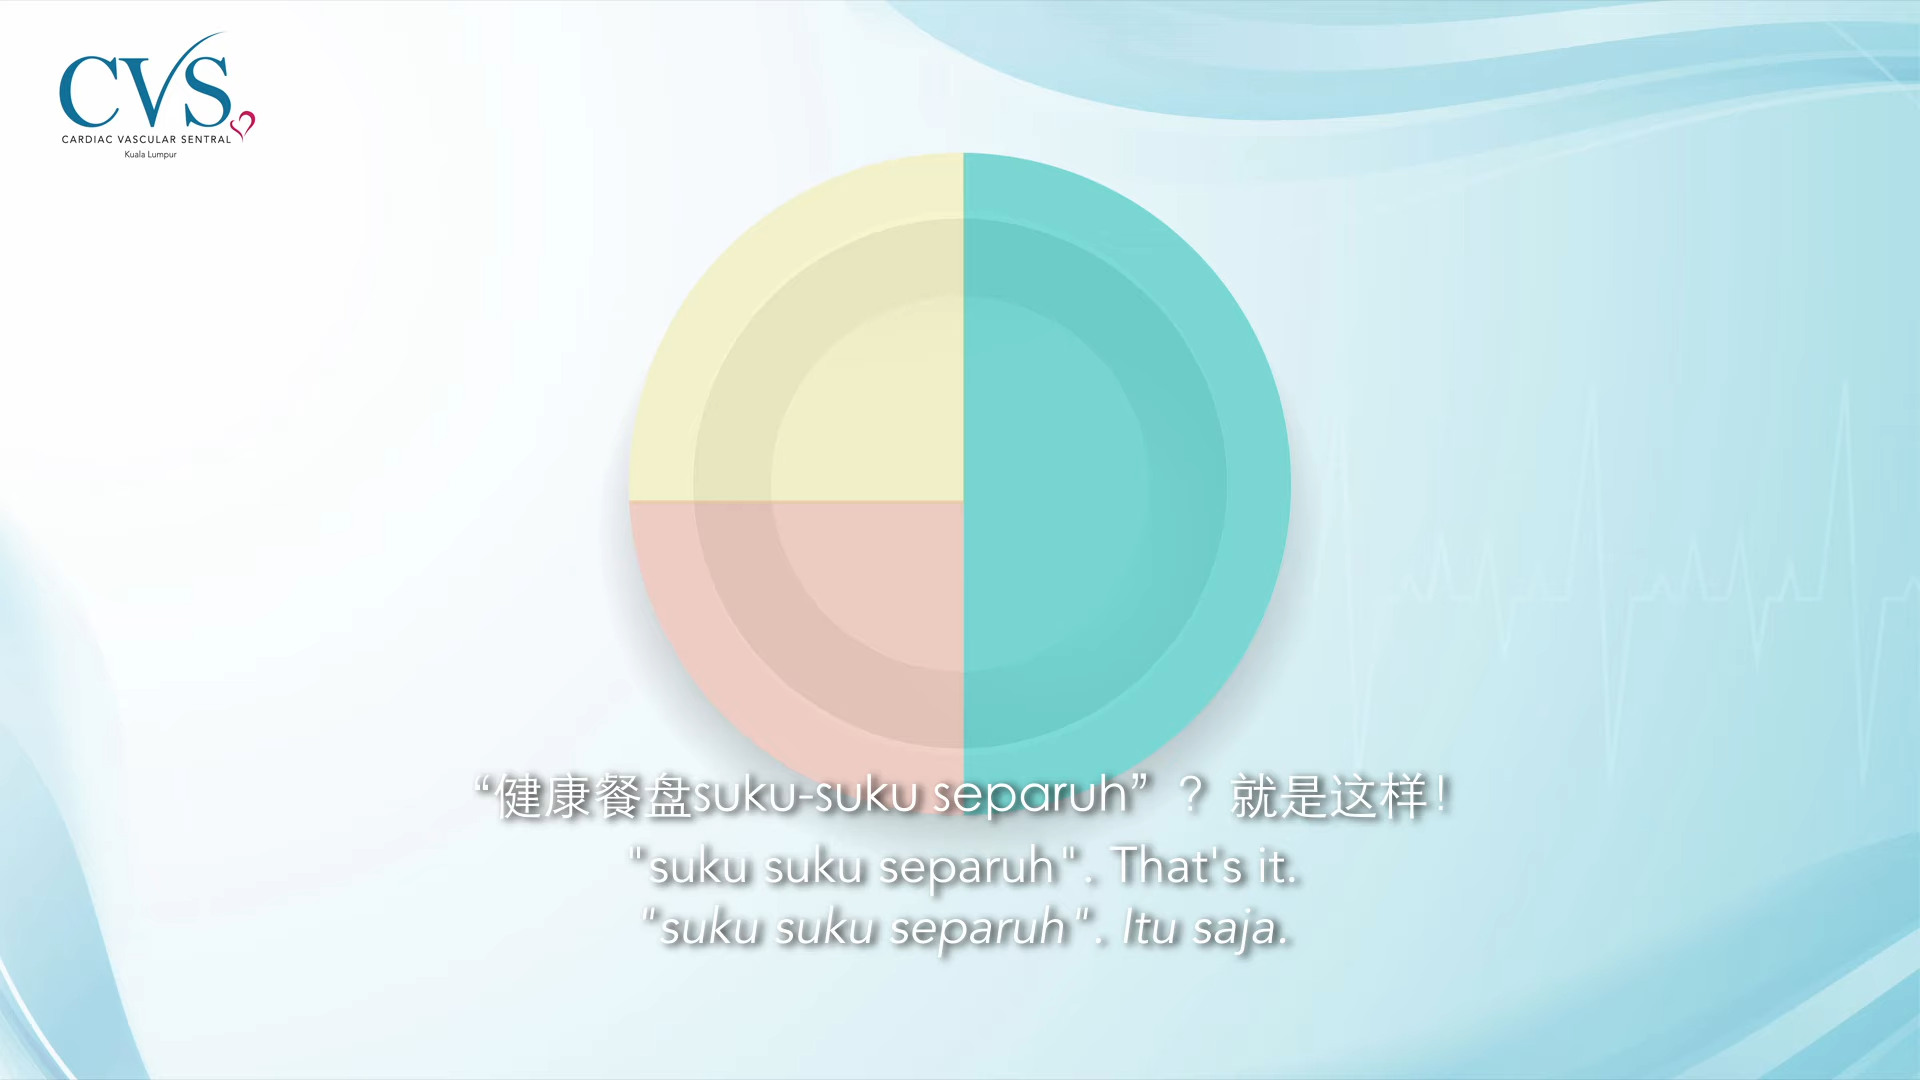 CVS
CARDIAC VASCULAR SENTRAL
Kuala Lumpur
“健康餐盘suku-suku separuh”？就是这样！
"suku suku separuh". That's it.
"suku suku separuh". Itu saja.